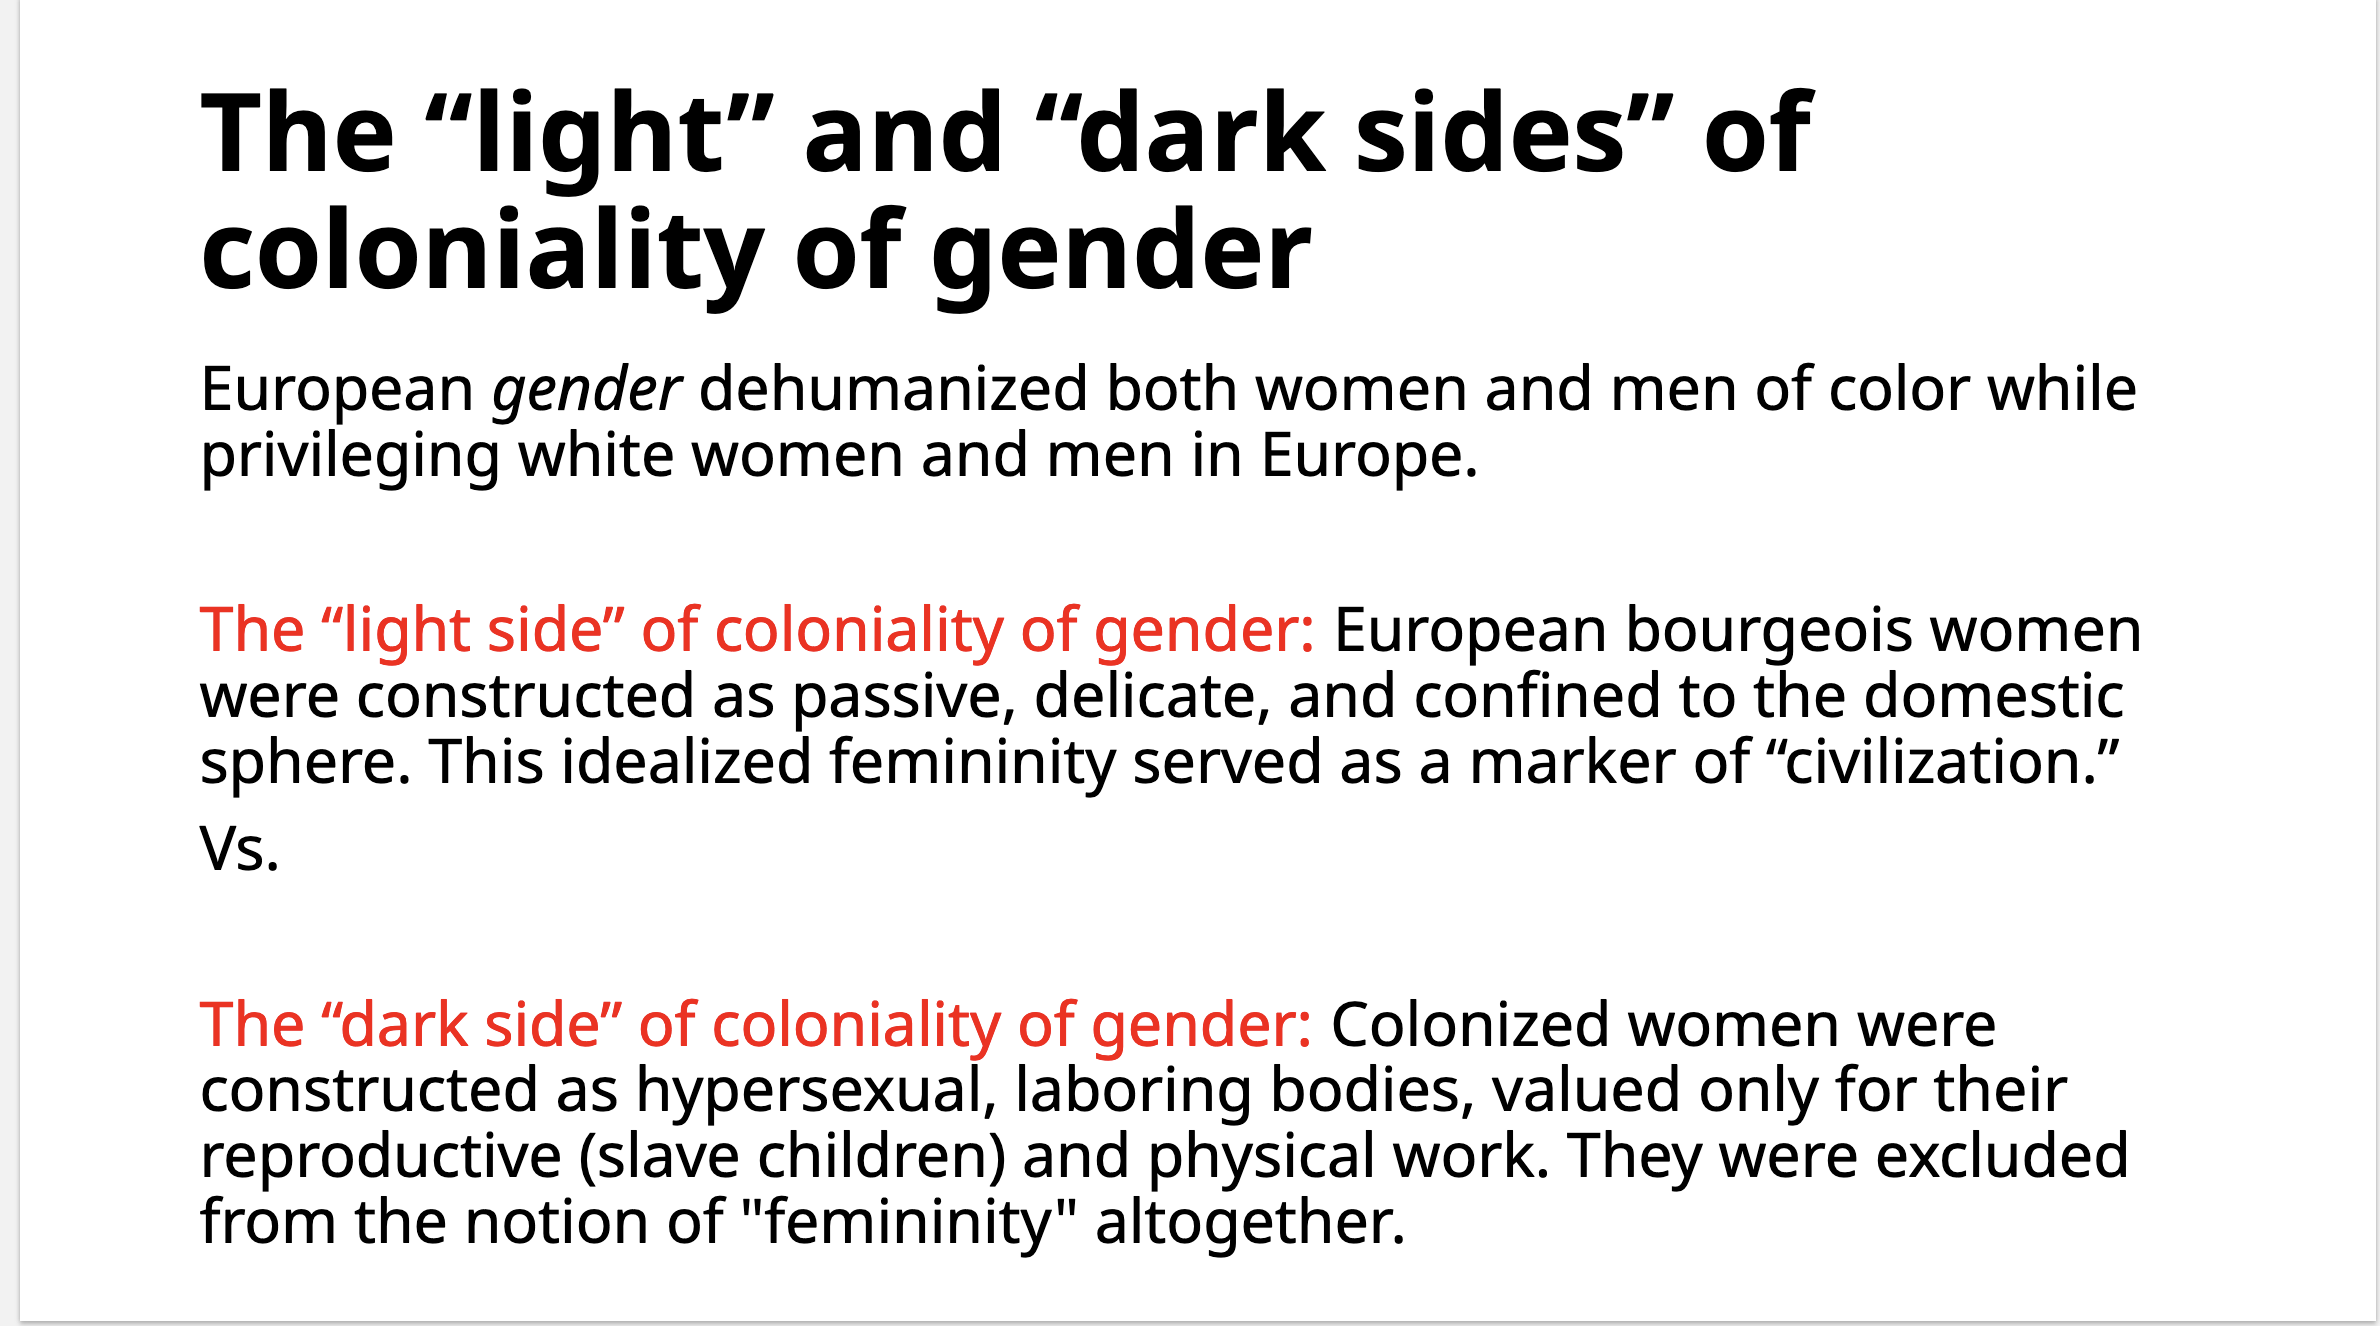 The “light” and “dark sides” of
coloniality of gender
European gender dehumanized both women and men of color while
privileging white women and men in Europe.
The “light side” of coloniality of gender: European bourgeois women
were constructed as passive, delicate, and confined to the domestic
sphere. This idealized femininity served as a marker of “civilization.”
Vs.
The “dark side” of coloniality of gender: Colonized women were
constructed as hypersexual, laboring bodies, valued only for their
reproductive (slave children) and physical work. They were excluded
from the notion of "femininity" altogether.